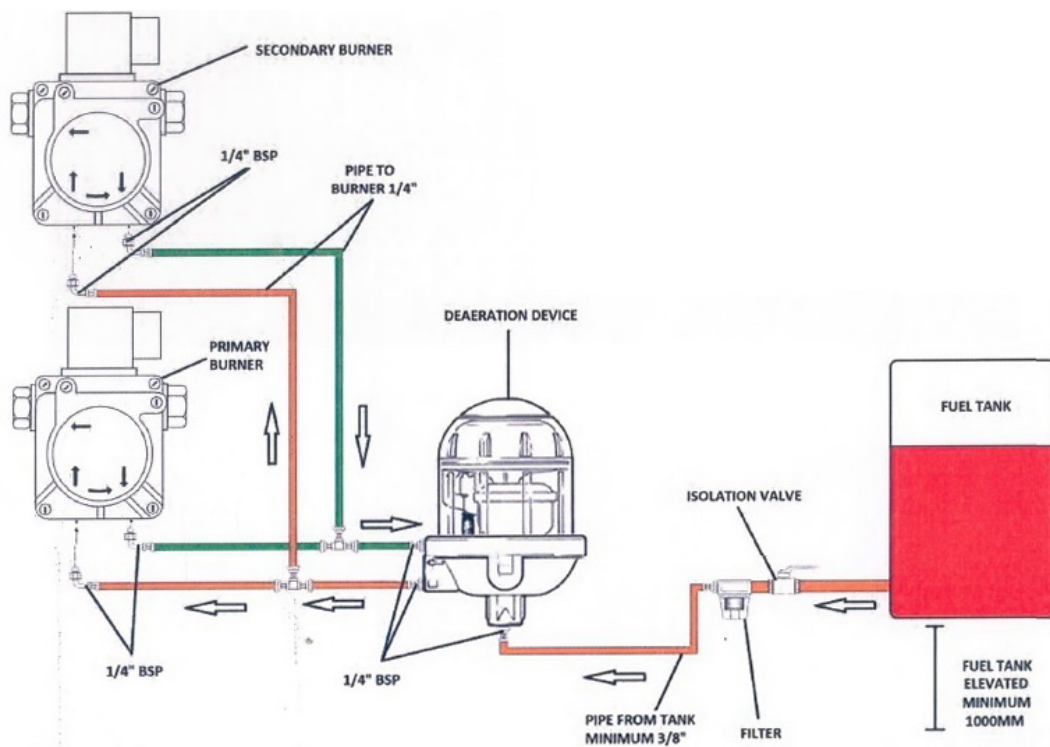 SECONDARY BURNER
1/4" BSP
PIPE TO
BURNER 1/4"
PRIMARY
BURNER
DEAERATION DEVICE
FUEL TANK
ISOLATION VALVE
1/4" BSP
1/4" BSP
PIPE FROM TANK
MINIMUM 3/8"
FILTER
FUEL TANK
ELEVATED
MINIMUM
1000MM